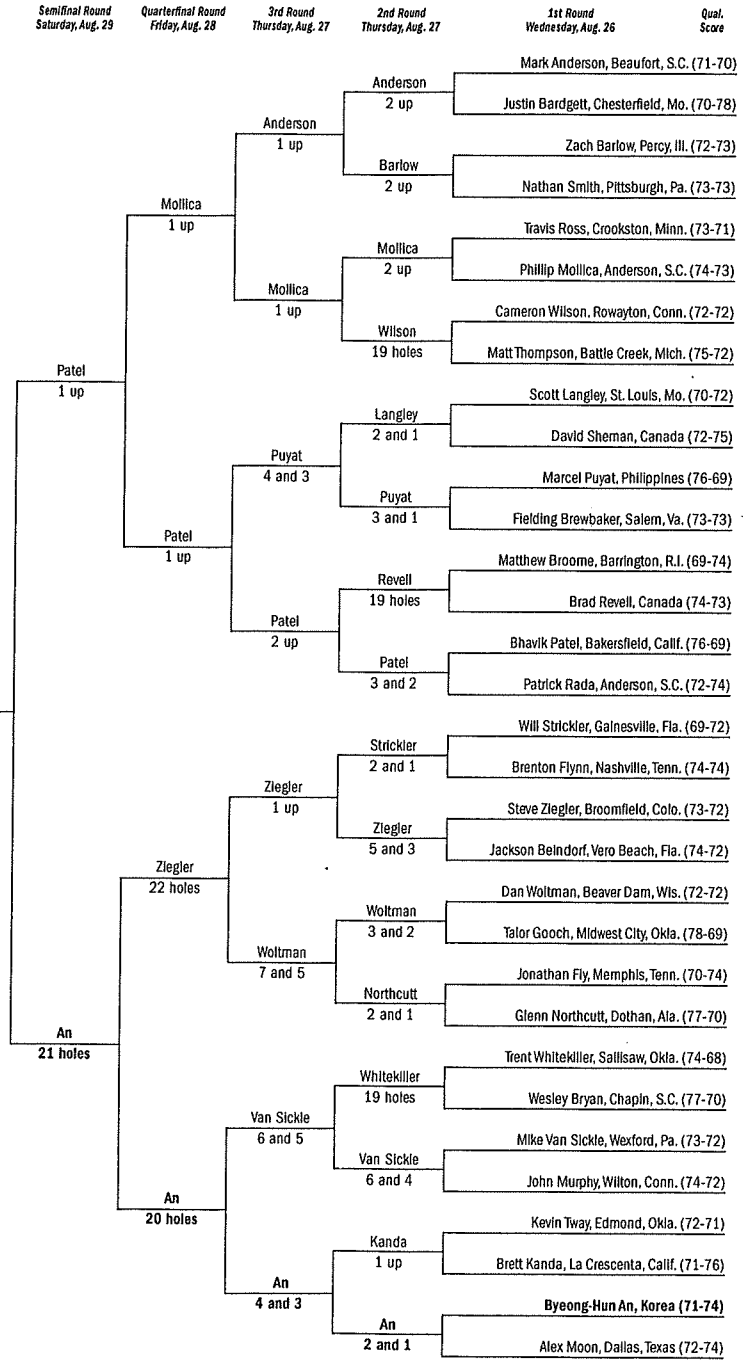 Semifinal Round
Saturday, Aug. 29
Quarterfinal Round
Friday, Aug. 28
3rd Round
Thursday, Aug. 27
2nd Round
Thursday, Aug. 27
1st Round
Wednesday, Aug. 26
Qual.
Score
Mark Anderson, Beaufort, S.C. (71-70)
Anderson
2 up
Justin Bardgett, Chesterfield, Mo. (70-78)
Anderson
1 up
Zach Barlow, Percy, Ill. (72-73)
Barlow
2 up
Nathan Smith, Pittsburgh, Pa. (73-73)
Mollica
1 up
Travis Ross, Crookston, Minn. (73-71)
Mollica
2 up
Phillip Mollica, Anderson, S.C. (74-73)
Mollica
1 up
Cameron Wilson, Rowayton, Conn. (72-72)
Wilson
19 holes
Matt Thompson, Battle Creek, Mich. (75-72)
Patel
1 up
Scott Langley, St. Louis, Mo. (70-72)
Langley
2 and 1
David Sheman, Canada (72-75)
Puyat
4 and 3
Marcel Puyat, Philippines (76-69)
Puyat
3 and 1
Fielding Brewbaker, Salem, Va. (73-73)
Patel
1 up
Matthew Broome, Barrington, R.I. (69-74)
Revell
19 holes
Brad Revell, Canada (74-73)
Patel
2 up
Bhavik Patel, Bakersfield, Calif. (76-69)
Patel
3 and 2
Patrick Rada, Anderson, S.C. (72-74)
Will Strickler, Gainesville, Fla. (69-72)
Strickler
2 and 1
Brenton Flynn, Nashville, Tenn. (74-74)
Ziegler
1 up
Steve Ziegler, Broomfield, Colo. (73-72)
Ziegler
5 and 3
Jackson Beindorf, Vero Beach, Fla. (74-72)
Ziegler
22 holes
Dan Woltman, Beaver Dam, Wis. (72-72)
Woltman
3 and 2
Talor Gooch, Midwest City, Okla. (78-69)
Woltman
7 and 5
Jonathan Fly, Memphis, Tenn. (70-74)
Northcutt
2 and 1
Glenn Northcutt, Dothan, Ala. (77-70)
An
21 holes
Trent Whitekiller, Sallisaw, Okla. (74-68)
Whitekiller
19 holes
Wesley Bryan, Chapin, S.C. (77-70)
Van Sickle
6 and 5
Mike Van Sickle, Wexford, Pa. (73-72)
Van Sickle
6 and 4
John Murphy, Wilton, Conn. (74-72)
An
20 holes
Kevin Tway, Edmond, Okla. (72-71)
Kanda
1 up
Brett Kanda, La Crescenta, Calif. (71-76)
An
4 and 3
Byeong-Hun An, Korea (71-74)
An
2 and 1
Alex Moon, Dallas, Texas (72-74)